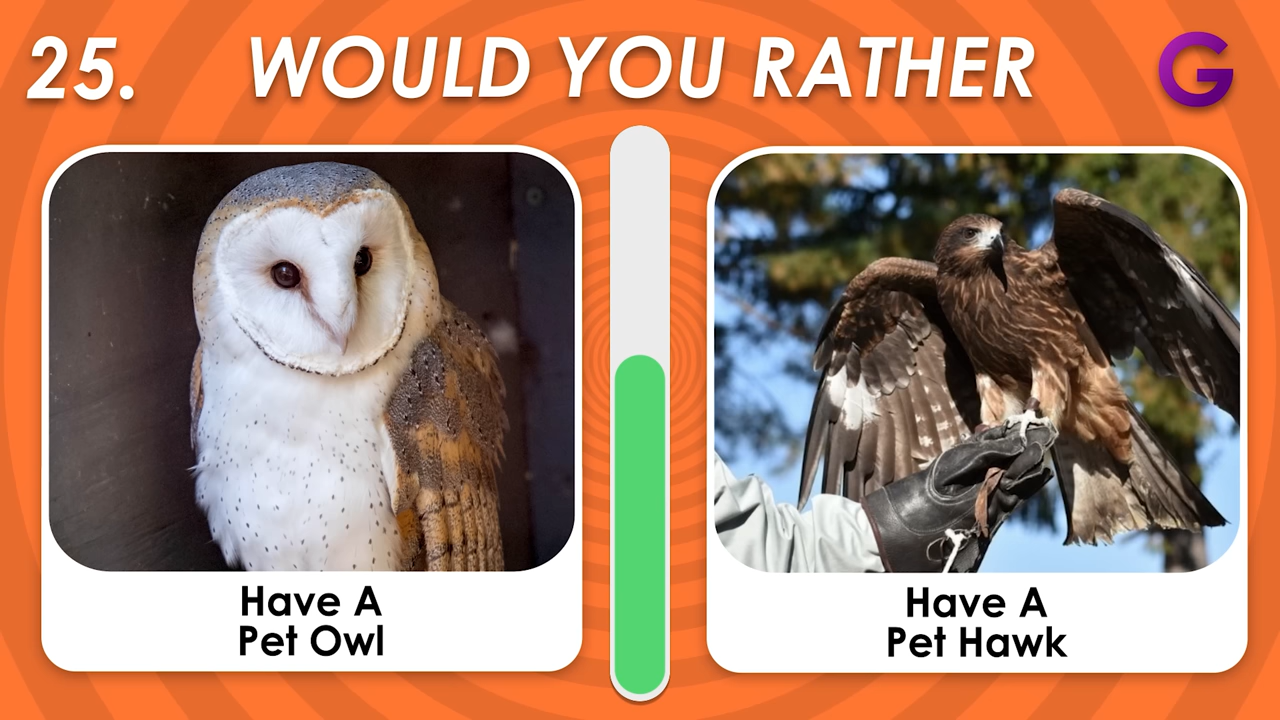 25. WOULD YOU RATHER
G
Have A
Pet Owl
Have A
Pet Hawk